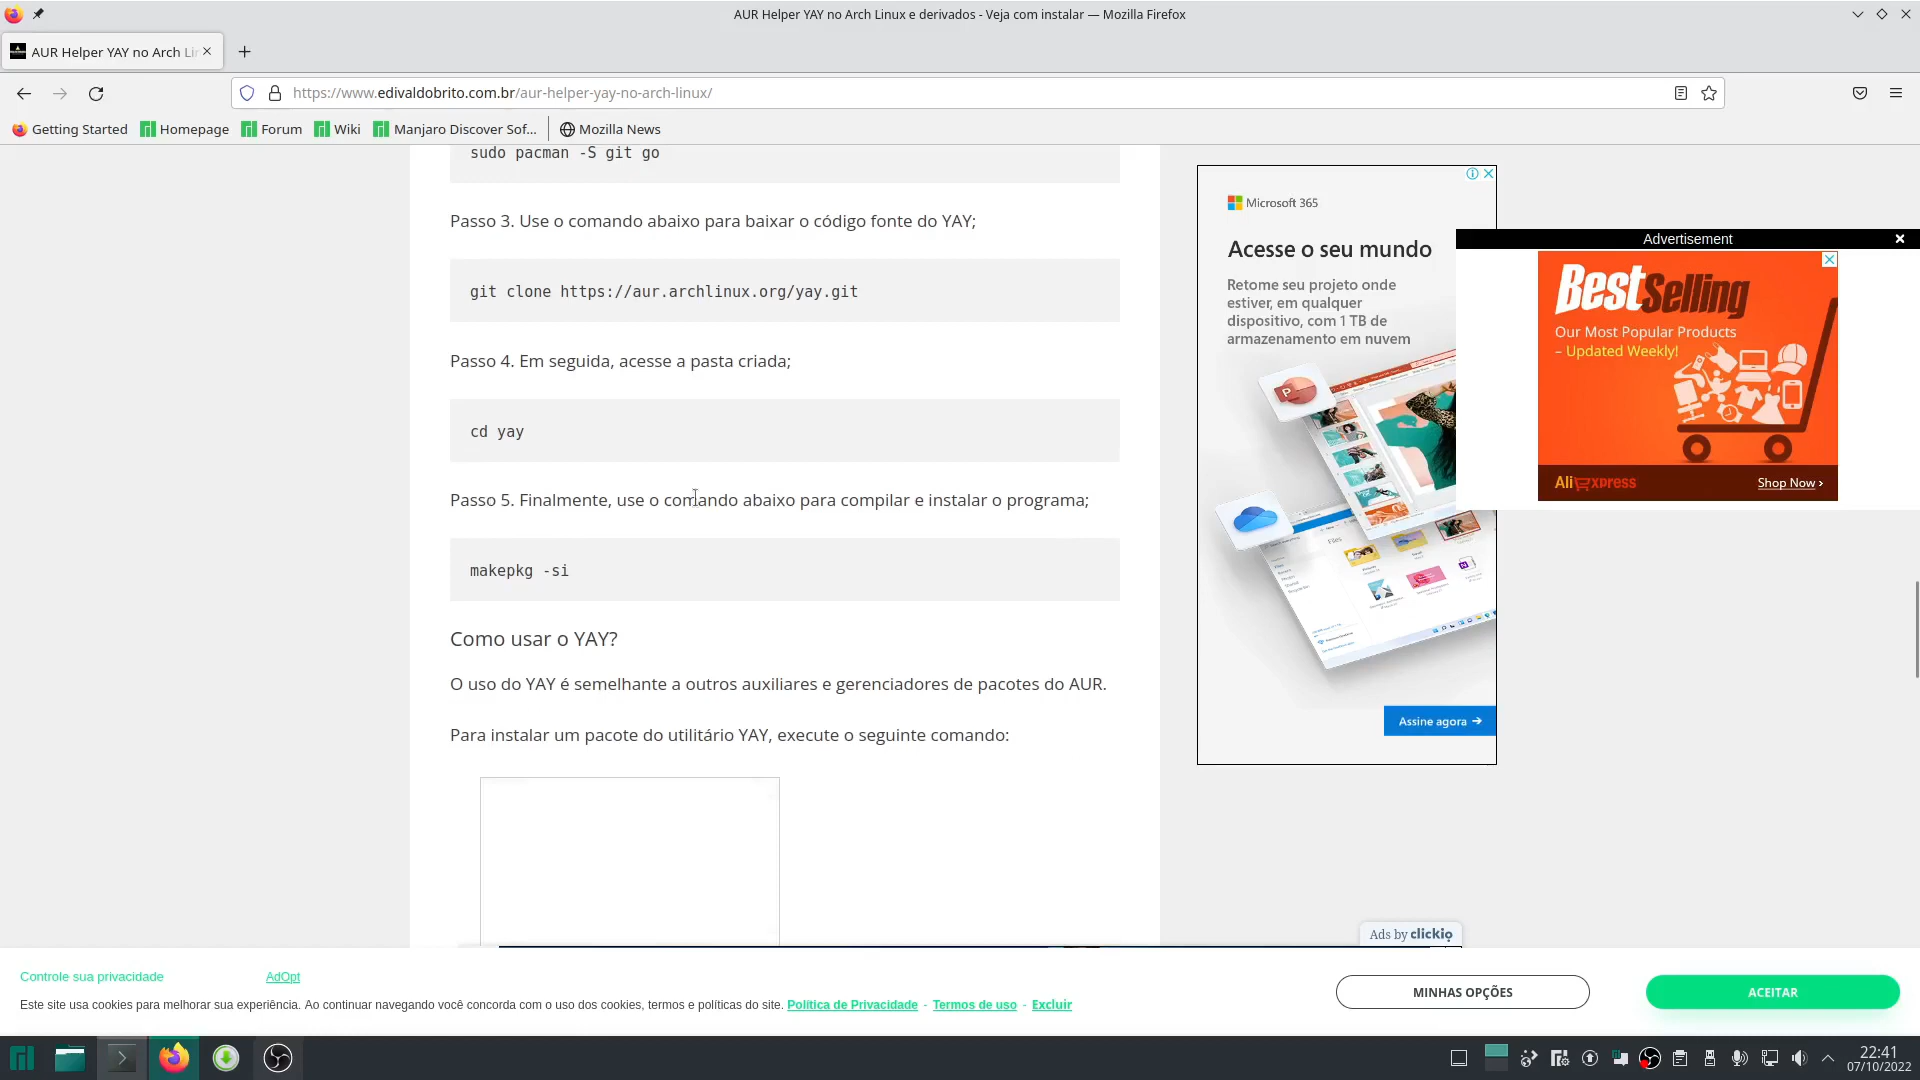 AUR Helper YAY no Arch Linux e derivados - Veja com instalar — Mozilla Firefox
AUR Helper YAY no Arch Lin
https://www.edivaldobrito.com.br/aur-helper-yay-no-arch-linux/
Getting Started Homepage Forum Wiki Manjaro Discover Sof... Mozilla News
sudo pacman -S git go
Passo 3. Use o comando abaixo para baixar o código fonte do YAY;
git clone https://aur.archlinux.org/yay.git
Passo 4. Em seguida, acesse a pasta criada;
cd yay
Passo 5. Finalmente, use o comando abaixo para compilar e instalar o programa;
makepkg -si
Como usar o YAY?
O uso do YAY é semelhante a outros auxiliares e gerenciadores de pacotes do AUR.
Para instalar um pacote do utilitário YAY, execute o seguinte comando:
Microsoft 365
Acesse o seu mundo
Retome seu projeto onde
estiver, em qualquer
dispositivo, com 1 TB de
armazenamento em nuvem
P
Files
Assine agora →
Advertisement
Best Selling
Our Most Popular Products
– Updated Weekly!
AliExpress
Shop Now ›
Ads by clickio
Controle sua privacidade AdOpt
Este site usa cookies para melhorar sua experiência. Ao continuar navegando você concorda com o uso dos cookies, termos e políticas do site. Política de Privacidade - Termos de uso - Excluir
MINHAS OPÇÕES
ACEITAR
22:41
07/10/2022